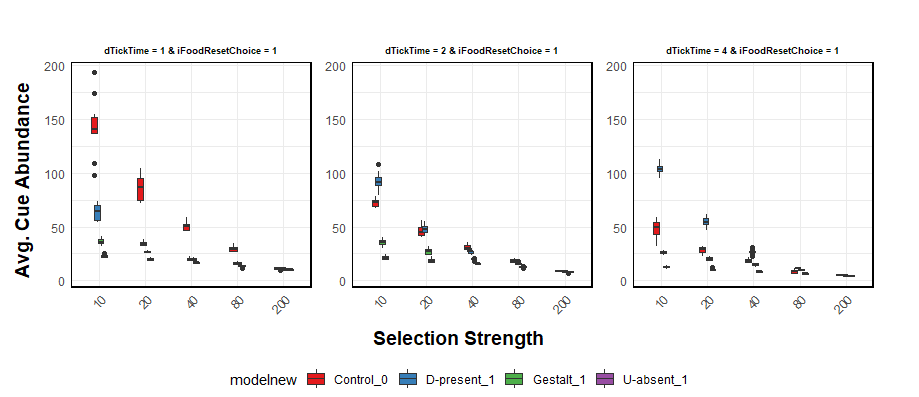 dTickTime = 1 & iFoodResetChoice = 1
dTickTime = 2 & iFoodResetChoice = 1
dTickTime = 4 & iFoodResetChoice = 1
Avg. Cue Abundance
200
150
100
50
0
200
150
100
50
0
200
150
100
50
0
10 20 40 80 200
10 20 40 80 200
10 20 40 80 200
Selection Strength
modelnew Control_0 D-present_1 Gestalt_1 U-absent_1